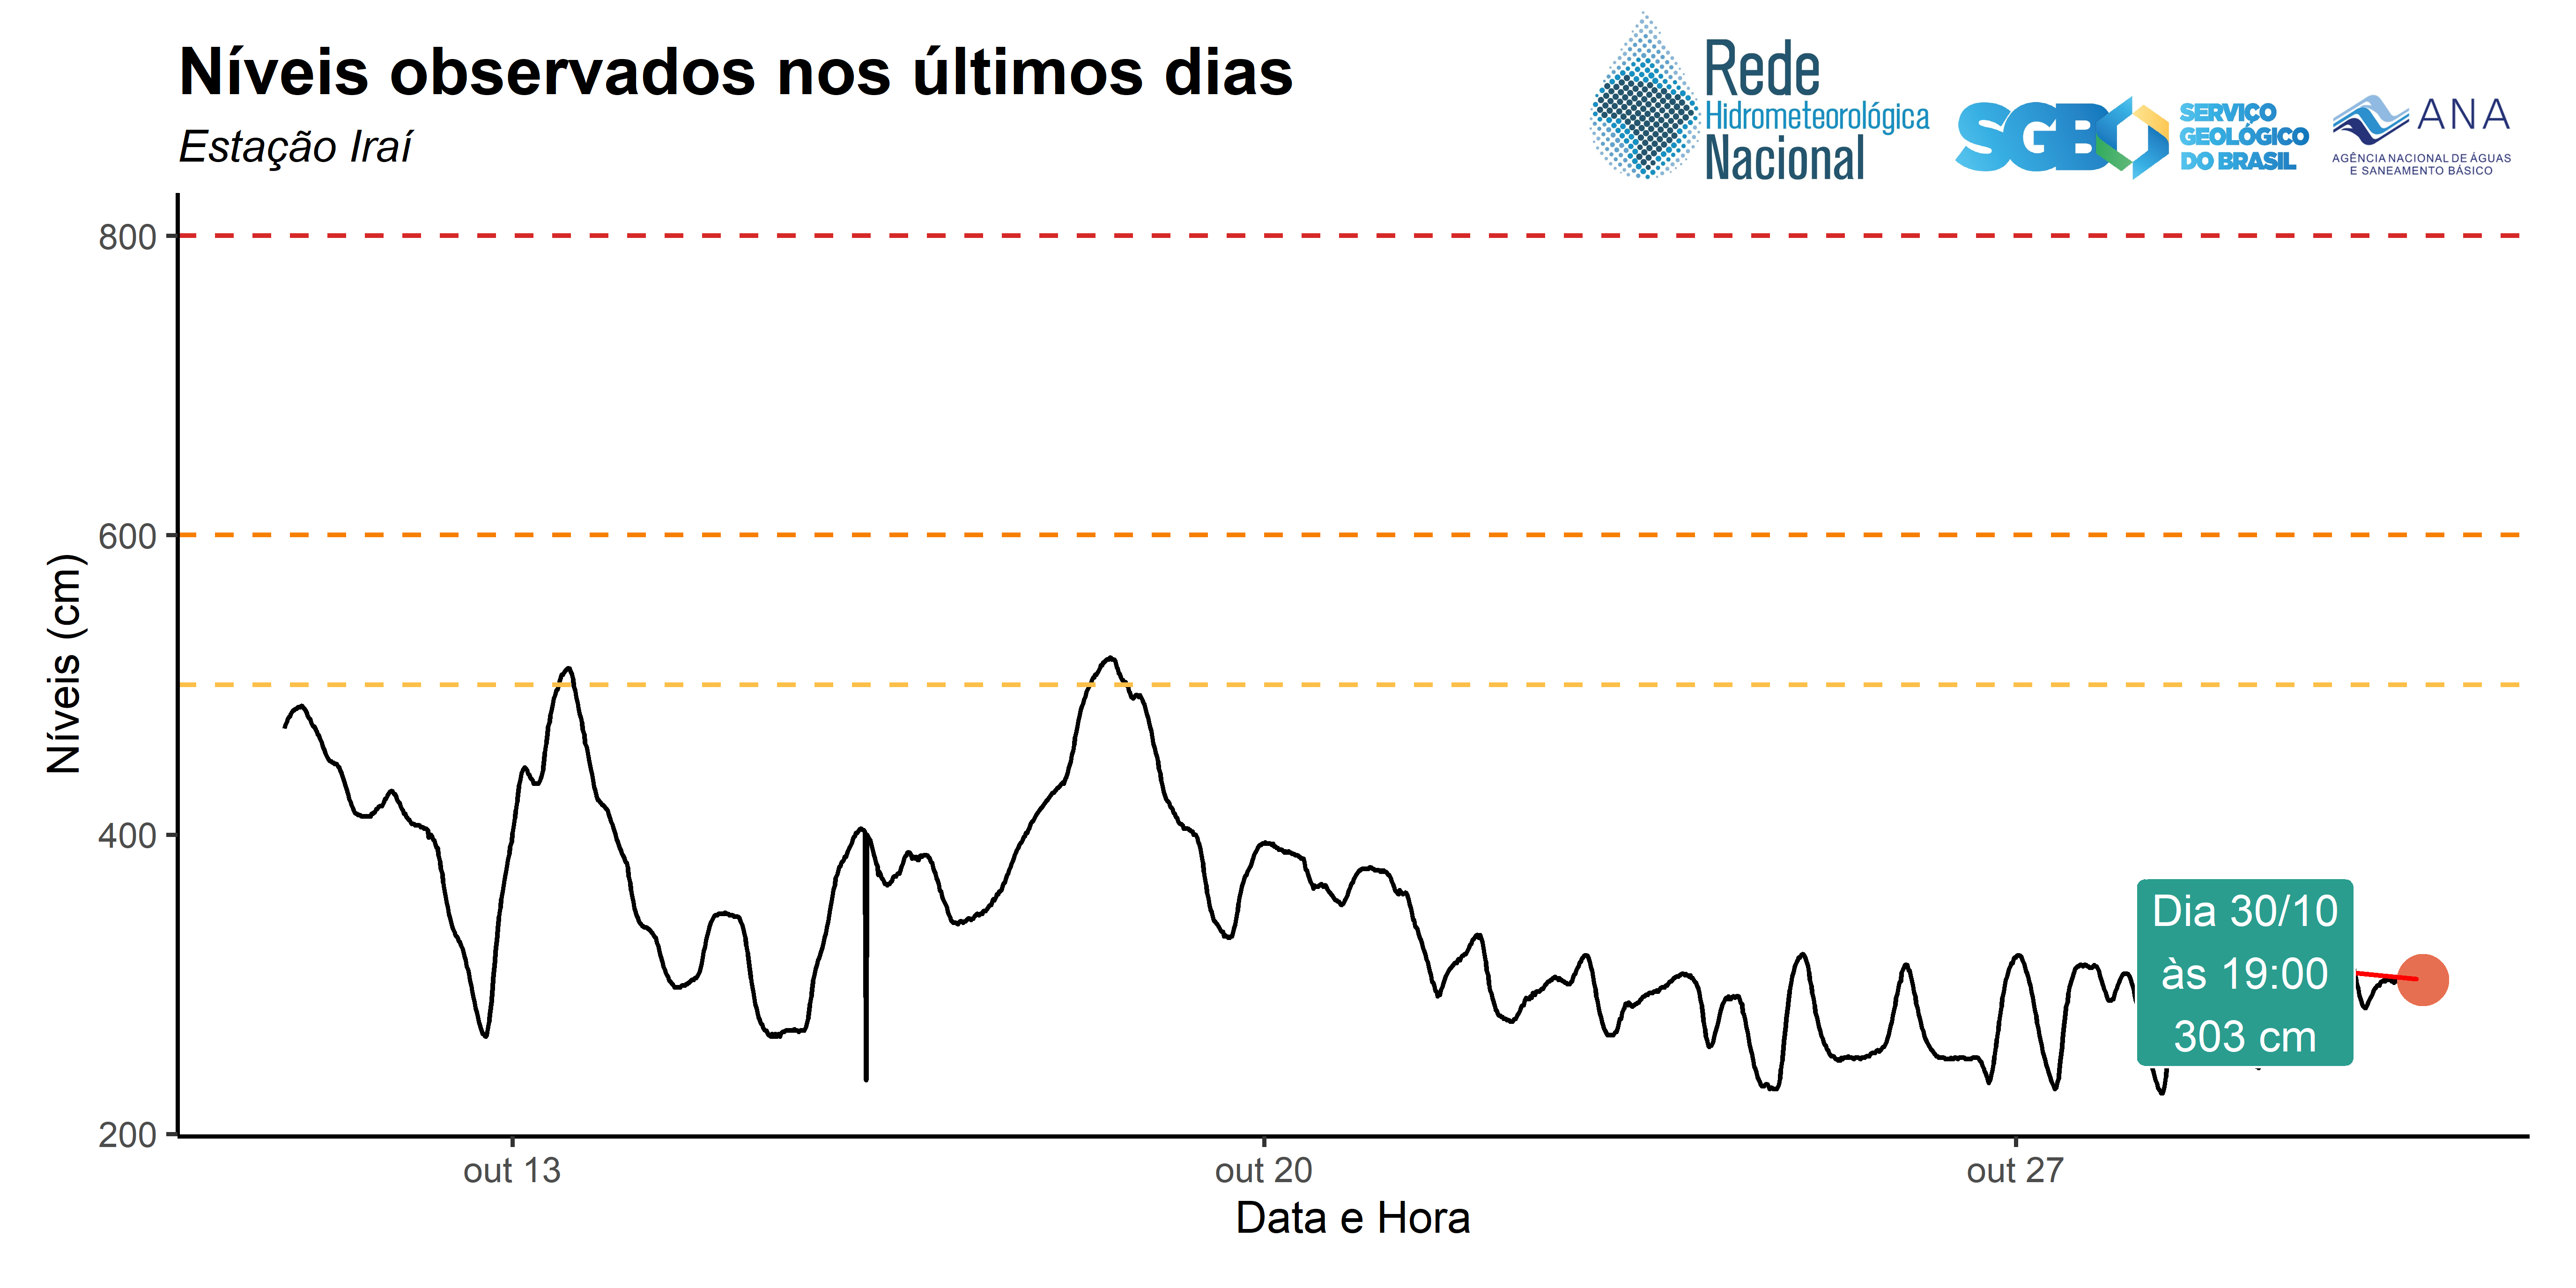 Níveis observados nos últimos dias
Estação Iraí
Rede
Hidrometeorológica
Nacional
SGB
SERVIÇO
GEOLÓGICO
DO BRASIL
ANA
AGÊNCIA NACIONAL DE ÁGUAS
E SANEAMENTO BÁSICO
Níveis (cm)
800
600
400
200
Dia 30/10
às 19:00
303 cm
out 13
out 20
out 27
Data e Hora